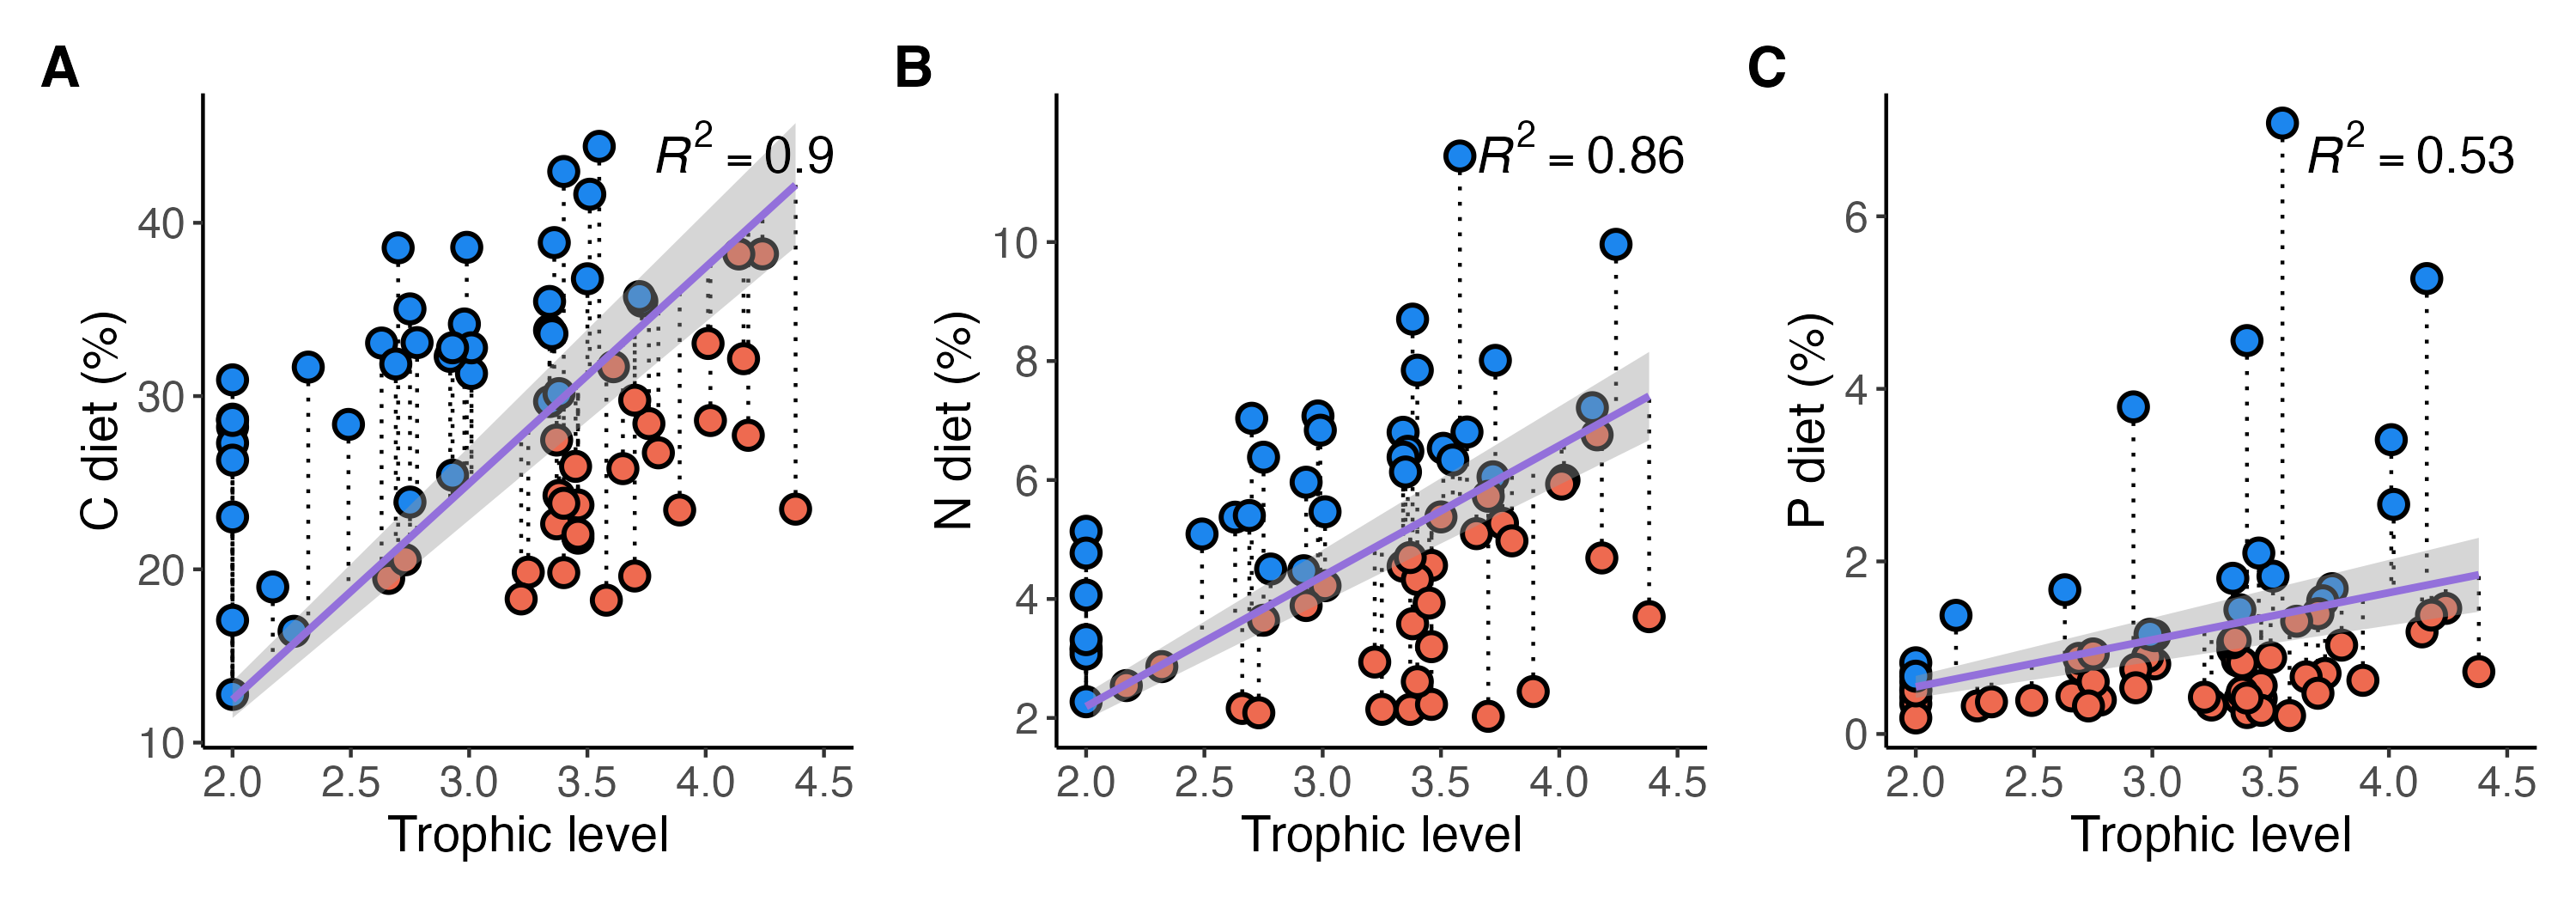 A
R² = 0.9
C diet (%)
40
30
20
10
2.0 2.5 3.0 3.5 4.0 4.5
Trophic level
B
R² = 0.86
N diet (%)
10
8
6
4
2
2.0 2.5 3.0 3.5 4.0 4.5
Trophic level
C
R² = 0.53
P diet (%)
6
4
2
0
2.0 2.5 3.0 3.5 4.0 4.5
Trophic level